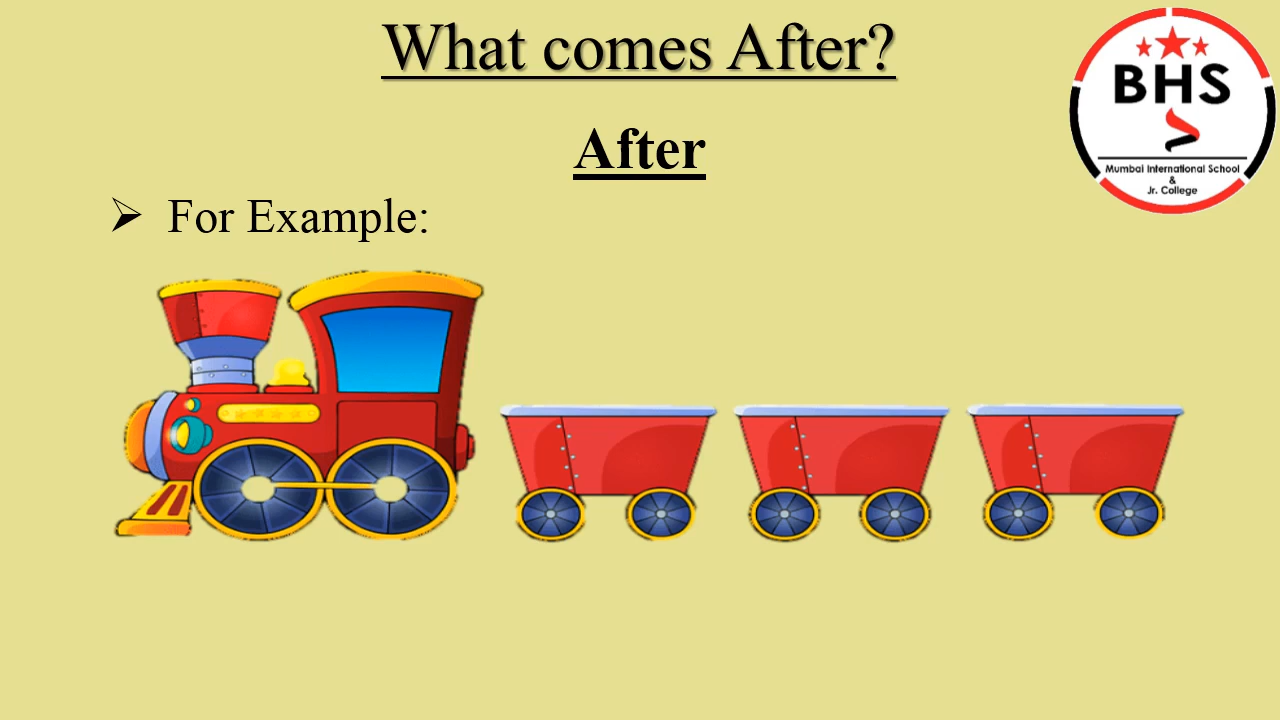 What comes After?
After
➢ For Example:
BHS
Mumbai International School
&
Jr. College